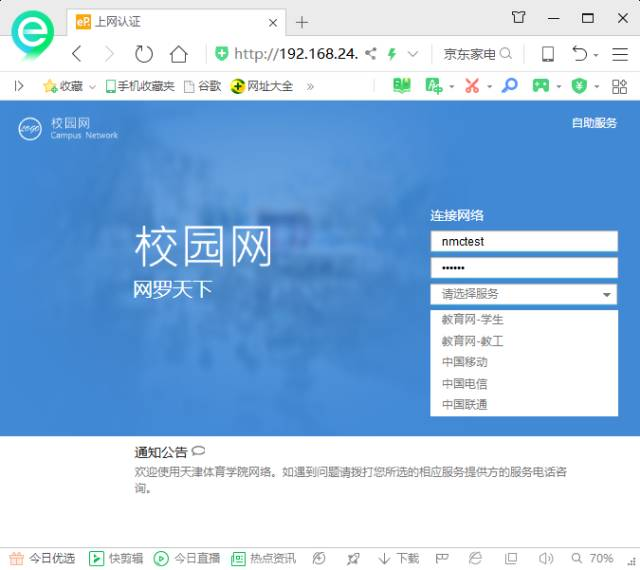 上网认证
http://192.168.24.
京东家电
收藏
手机收藏夹
谷歌
网址大全
LOGO
校园网
Campus Network
自助服务
校园网
网罗天下
连接网络
nmctest
••••••
请选择服务
教育网-学生
教育网-教工
中国移动
中国电信
中国联通
通知公告
欢迎使用天津体育学院网络。如遇到问题请拨打您所选的相应服务提供方的服务电话咨
询。
今日优选
快剪辑
今日直播
热点资讯
下载
70%